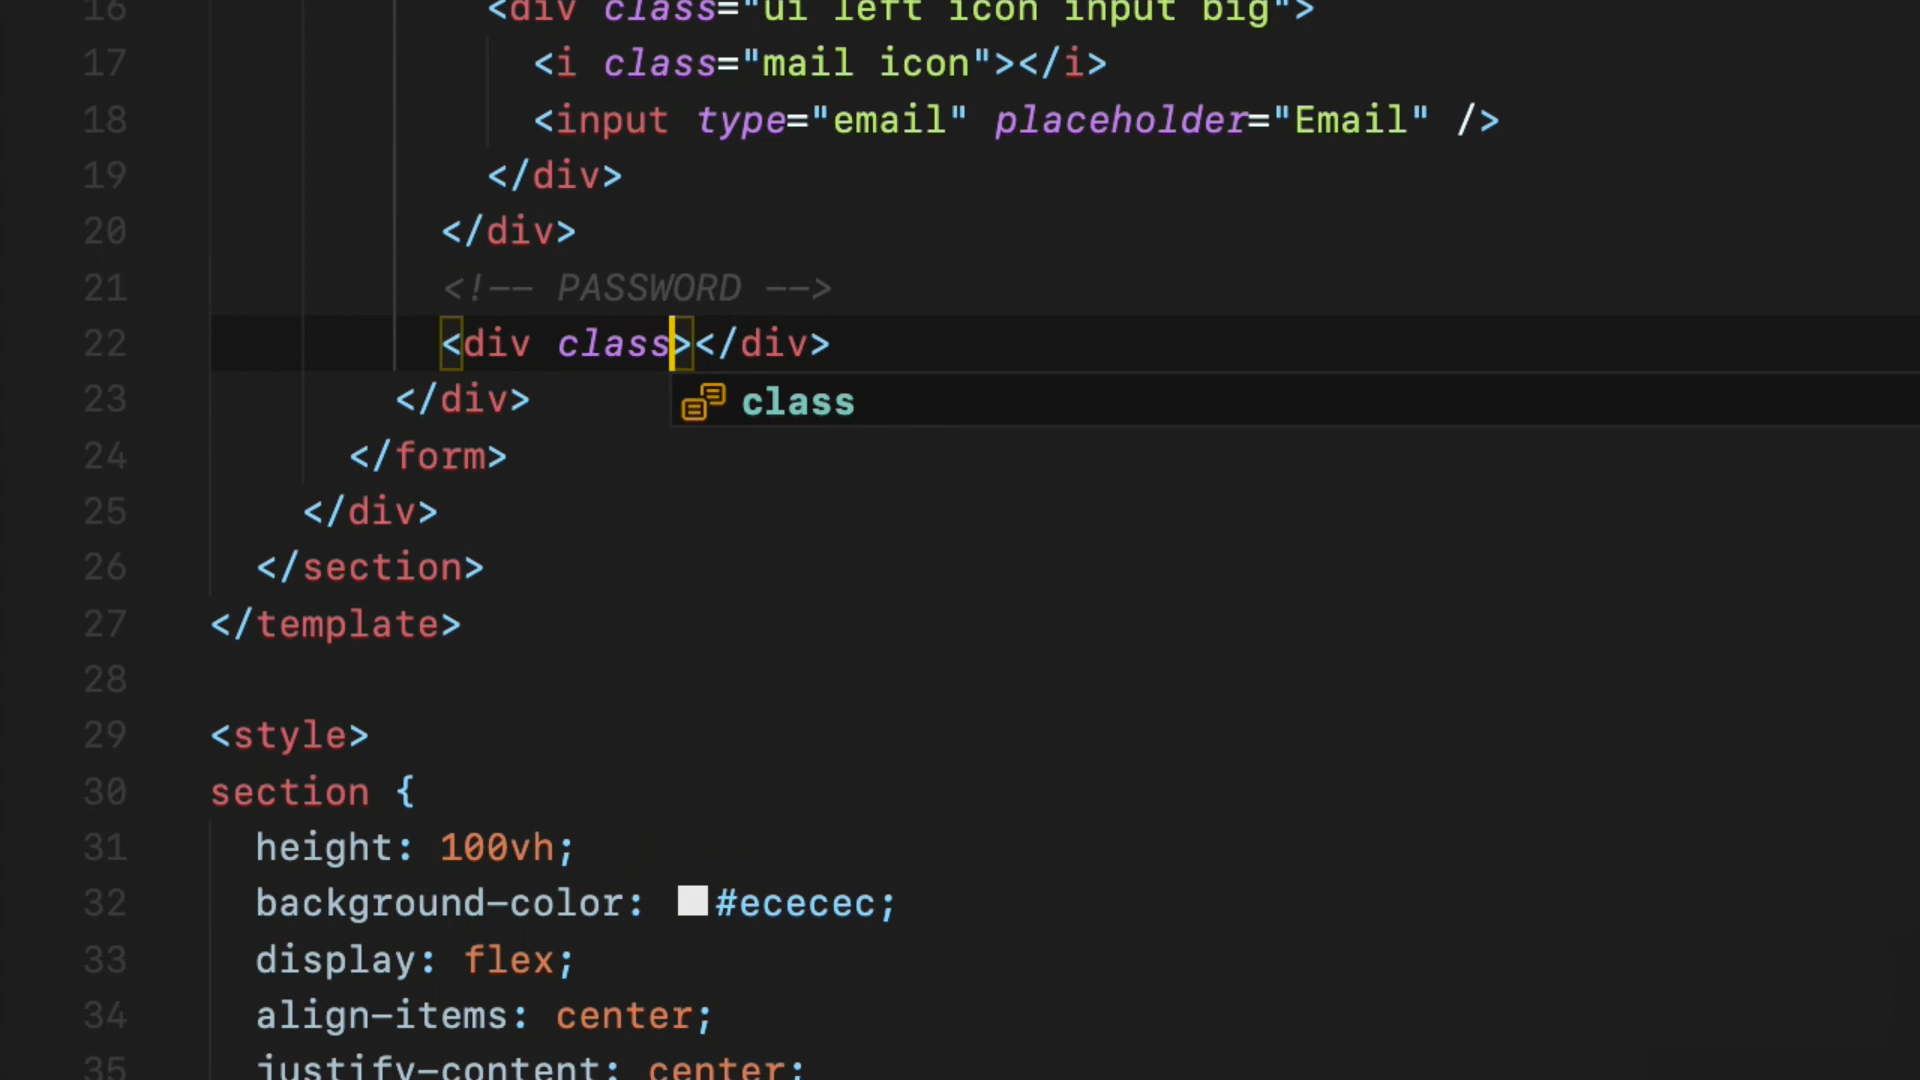 16 <div class="ui left icon input big">
17 <i class="mail icon"></i>
18 <input type="email" placeholder="Email" />
19 </div>
20 </div>
21 <!-- PASSWORD -->
22 <div class></div>
class
23 </div>
24 </form>
25 </div>
26 </section>
27 </template>
28
29 <style>
30 section {
31 height: 100vh;
32 background-color: #ececec;
33 display: flex;
34 align-items: center;
35 justify-content: center;